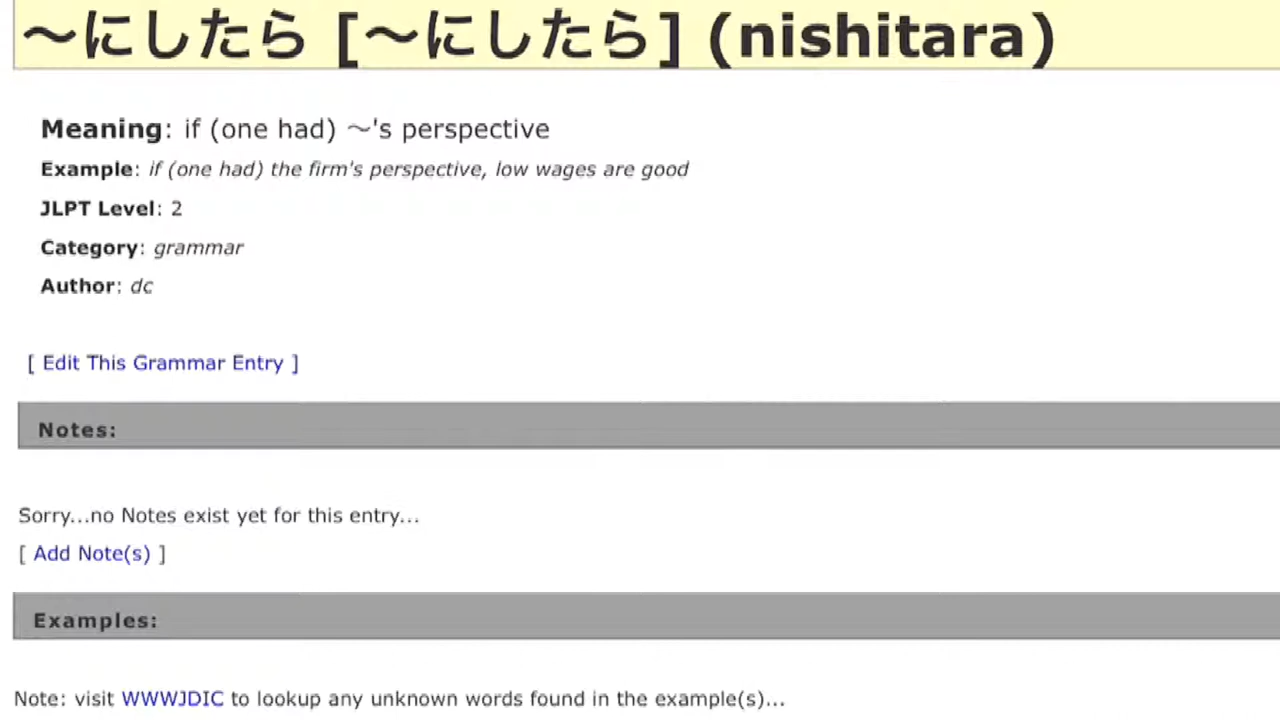 ～にしたら [～にしたら] (nishitara)
Meaning: if (one had) ～'s perspective
Example: if (one had) the firm's perspective, low wages are good
JLPT Level: 2
Category: grammar
Author: dc
[ Edit This Grammar Entry ]
Notes:
Sorry...no Notes exist yet for this entry...
[ Add Note(s) ]
Examples:
Note: visit WWWJDIC to lookup any unknown words found in the example(s)...